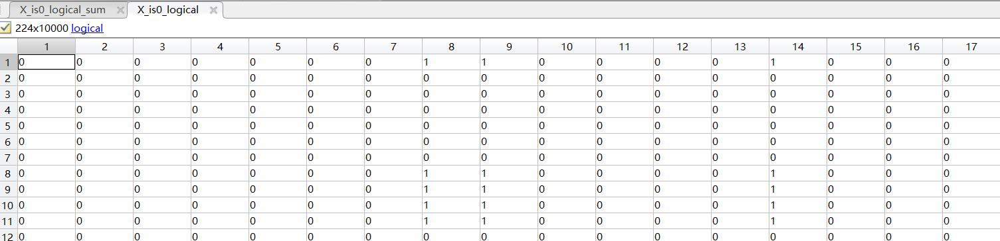 X_is0_logical_sum X_is0_logical
224x10000 logical
1 2 3 4 5 6 7 8 9 10 11 12 13 14 15 16 17
1 0 0 0 0 0 0 0 1 1 0 0 0 0 1 0 0 0
2 0 0 0 0 0 0 0 0 0 0 0 0 0 0 0 0 0
3 0 0 0 0 0 0 0 0 0 0 0 0 0 0 0 0 0
4 0 0 0 0 0 0 0 0 0 0 0 0 0 0 0 0 0
5 0 0 0 0 0 0 0 0 0 0 0 0 0 0 0 0 0
6 0 0 0 0 0 0 0 0 0 0 0 0 0 0 0 0 0
7 0 0 0 0 0 0 0 0 0 0 0 0 0 0 0 0 0
8 0 0 0 0 0 0 0 1 1 0 0 0 0 1 0 0 0
9 0 0 0 0 0 0 0 1 1 0 0 0 0 1 0 0 0
10 0 0 0 0 0 0 0 1 1 0 0 0 0 1 0 0 0
11 0 0 0 0 0 0 0 1 1 0 0 0 0 1 0 0 0
12 0 0 0 0 0 0 0 0 0 0 0 0 0 0 0 0 0